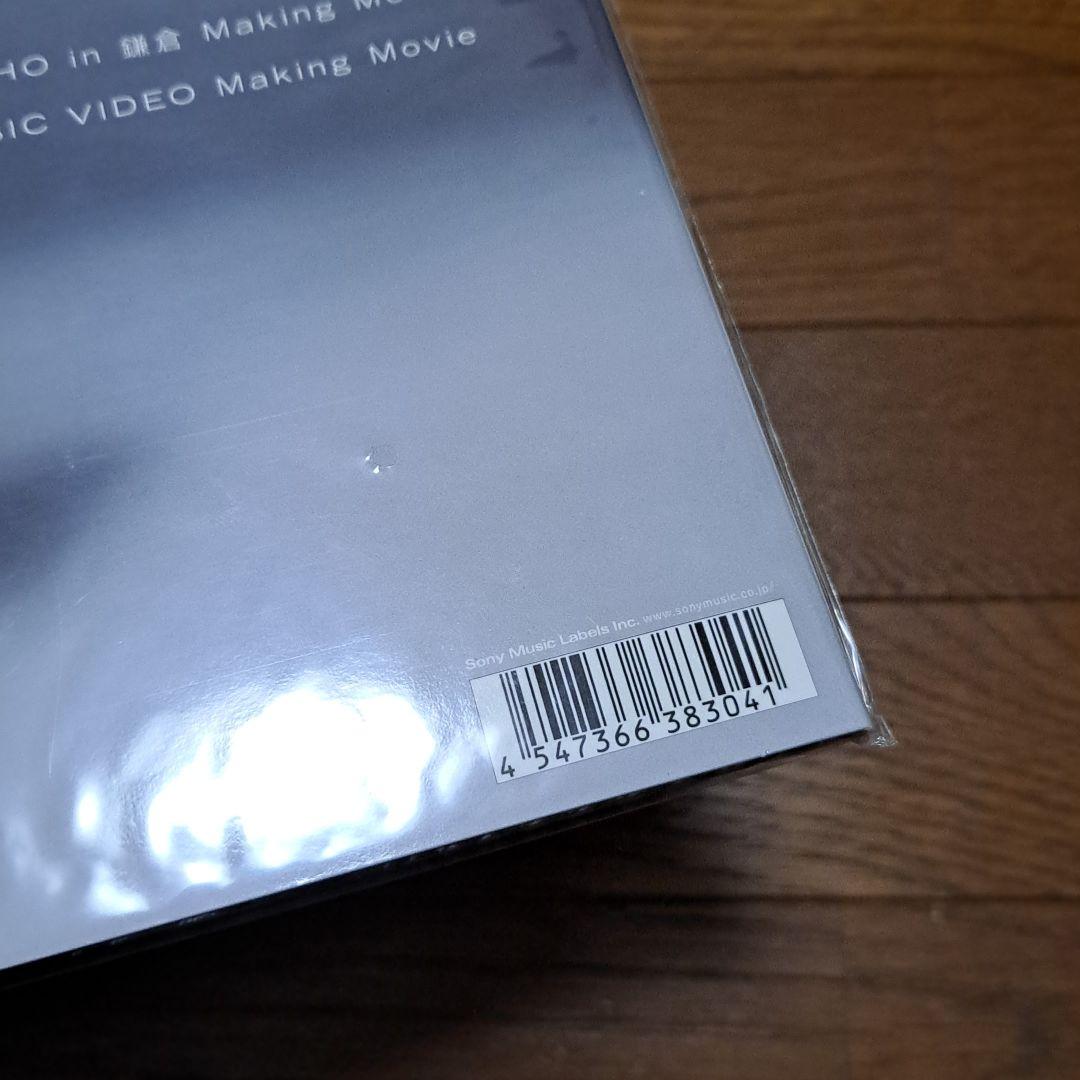 HO in 鎌倉 Making
VIDEO Making Movie
Sony Music Labels Inc. www.sonymusic.co.jp/
4 547366 383041